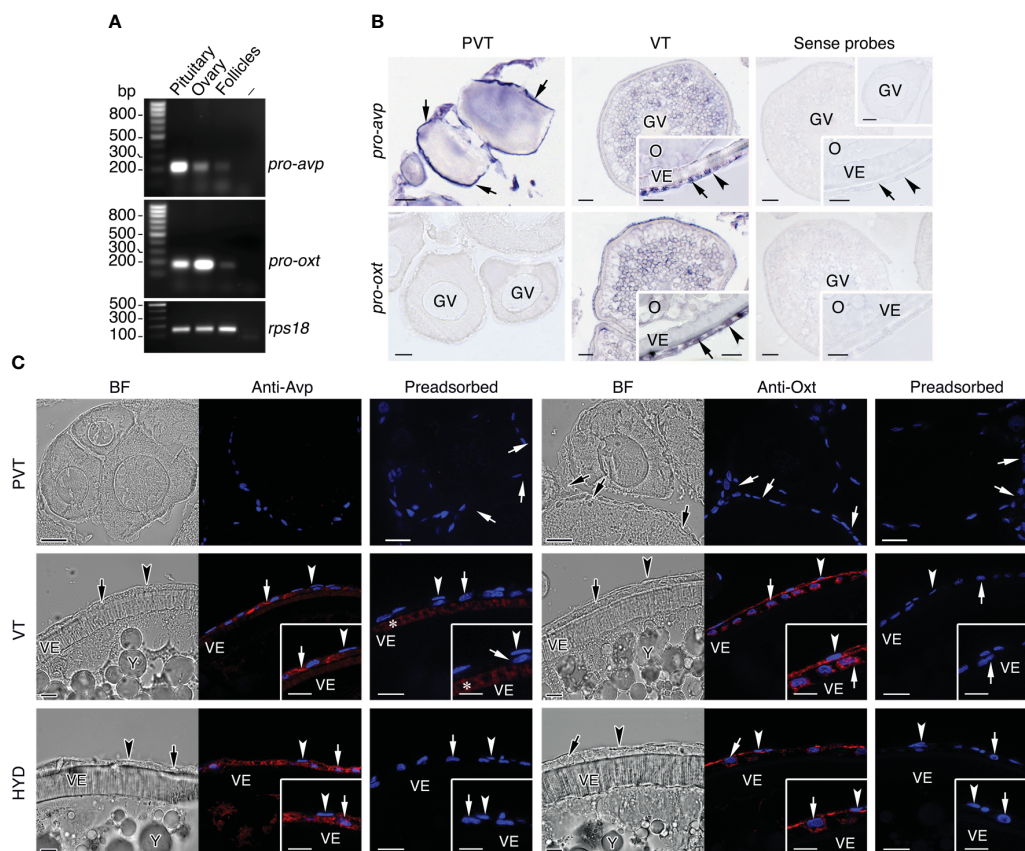 A
Pituitary
Ovary
Follicles
–
bp
800-
500-
300-
200-
pro-avp
800-
500-
300-
200-
pro-oxt
500-
300-
200-
100-
rps18
B
PVT VT Sense probes
pro-avp
GV
O
VE
GV
GV
O
VE
pro-oxt
GV
GV
O
VE
GV
O
VE
C
BF Anti-Avp Preadsorbed BF Anti-Oxt Preadsorbed
PVT
VT
VE
Y
VE
VE
VE
*
VE
*
VE
Y
VE
VE
VE
VE
HYD
VE
Y
VE
VE
VE
VE
VE
Y
VE
VE
VE
VE